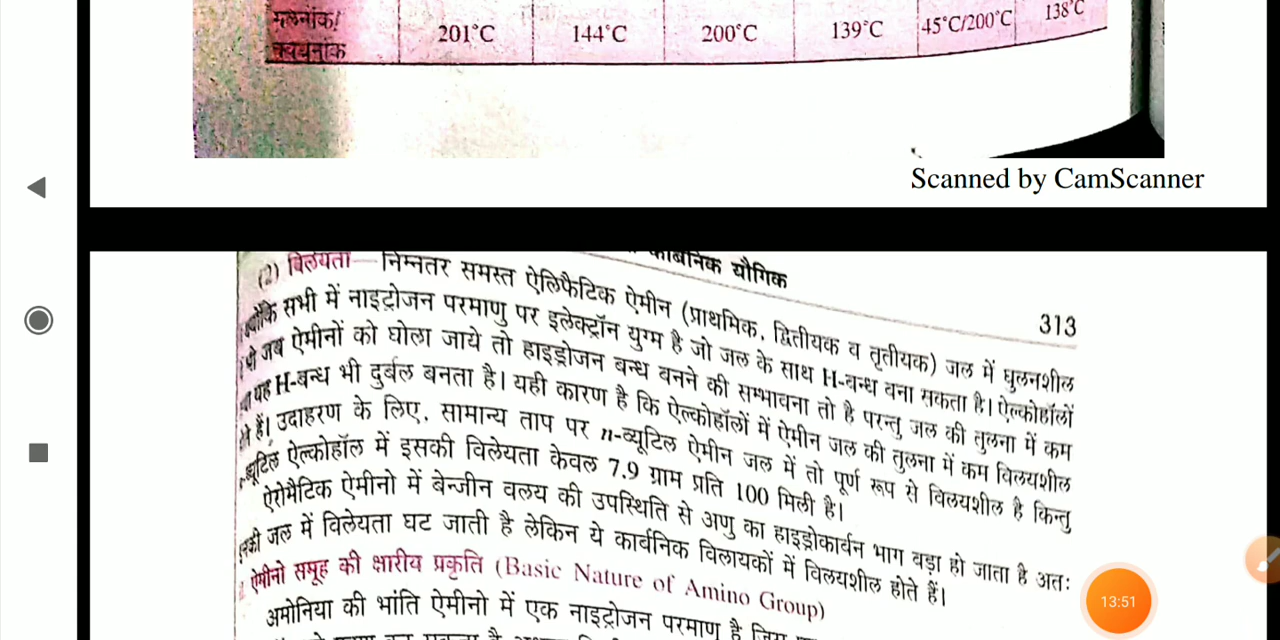 गलनांक/
क्वथनांक
201°C 144°C 200°C 139°C 45°C/200°C 138°C
Scanned by CamScanner
कार्बनिक यौगिक
313
(2) विलेयता—निम्नतर समस्त ऐलिफैटिक ऐमीन (प्राथमिक, द्वितीयक व तृतीयक) जल में घुलनशील
क्योंकि सभी में नाइट्रोजन परमाणु पर इलेक्ट्रॉन युग्म है जो जल के साथ H-बन्ध बना सकता है। ऐल्कोहॉलों
भी जब ऐमीनों को घोला जाये तो हाइड्रोजन बन्ध बनने की सम्भावना तो है परन्तु जल की तुलना में कम
यह H-बन्ध भी दुर्बल बनता है। यही कारण है कि ऐल्कोहॉलों में ऐमीन जल की तुलना में कम विलयशील
होते हैं। उदाहरण के लिए, सामान्य ताप पर n-ब्यूटिल ऐमीन जल में तो पूर्ण रूप से विलयशील है किन्तु
ब्यूटिल ऐल्कोहॉल में इसकी विलेयता केवल 7.9 ग्राम प्रति 100 मिली है।
ऐरोमैटिक ऐमीनो में बेन्जीन वलय की उपस्थिति से अणु का हाइड्रोकार्बन भाग बड़ा हो जाता है अतः
इनकी जल में विलेयता घट जाती है लेकिन ये कार्बनिक विलायकों में विलयशील होते हैं।
ऐमीनो समूह की क्षारीय प्रकृति (Basic Nature of Amino Group)
अमोनिया की भांति ऐमीनो में एक नाइट्रोजन परमाणु है जिस
13:51